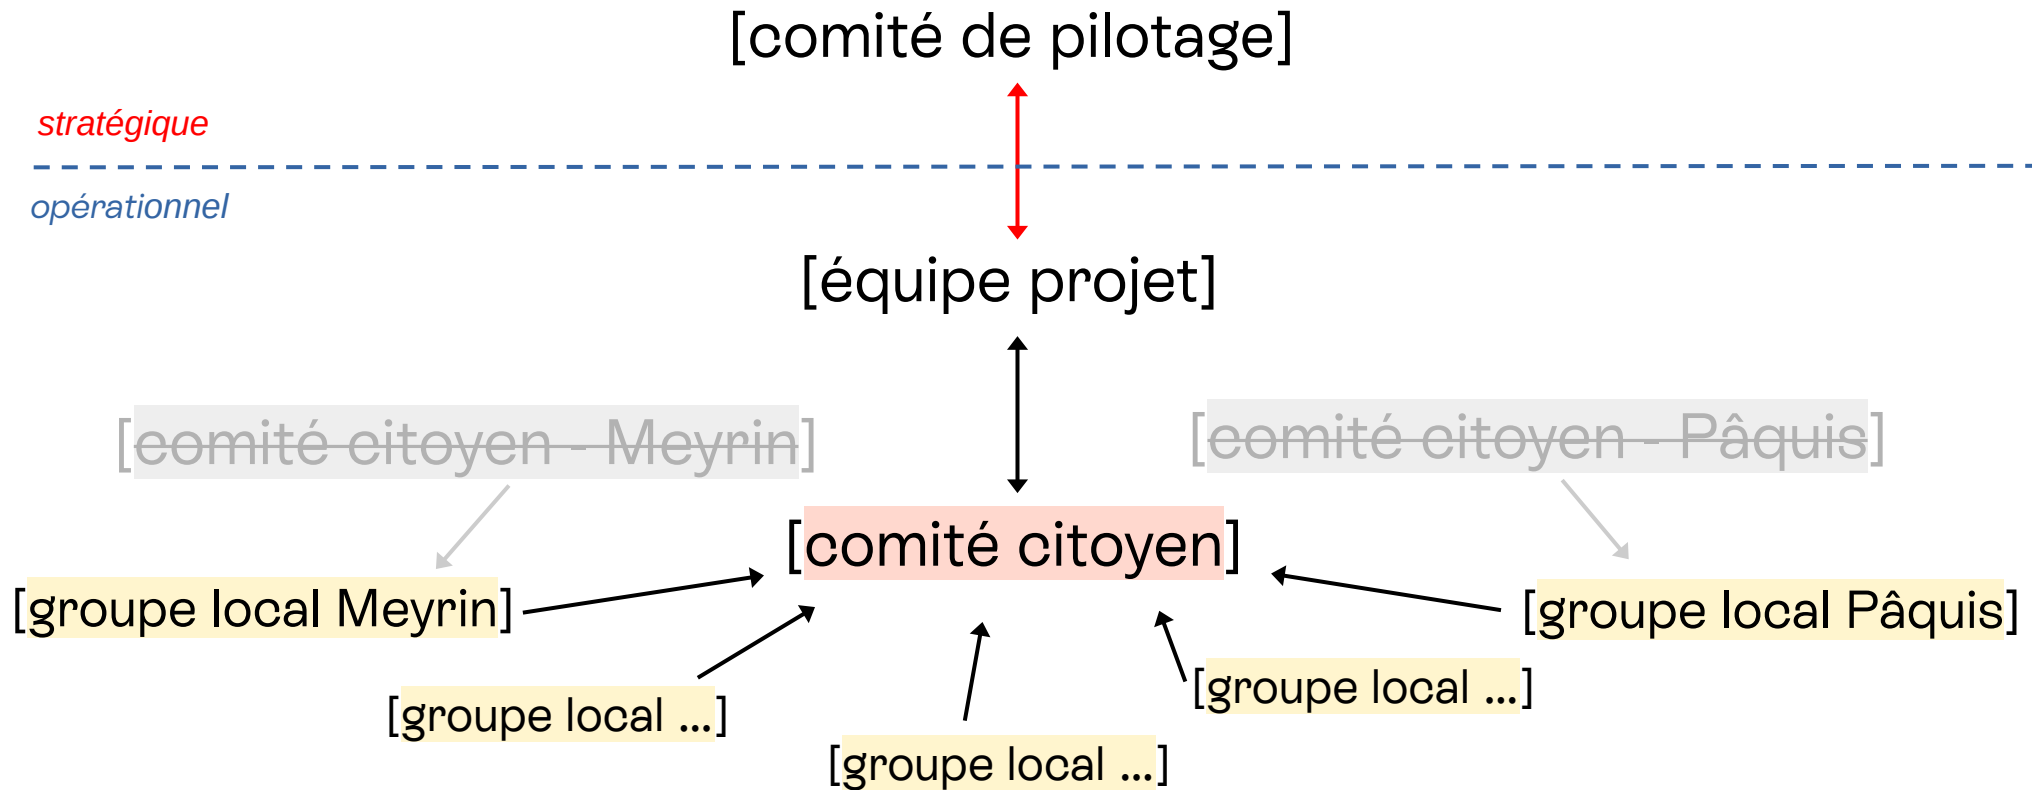 [comité de pilotage]
stratégique
opérationnel
[équipe projet]
[comité citoyen - Meyrin]
[comité citoyen - Pâquis]
[comité citoyen]
[groupe local Meyrin]
[groupe local Pâquis]
[groupe local ...]
[groupe local ...]
[groupe local ...]